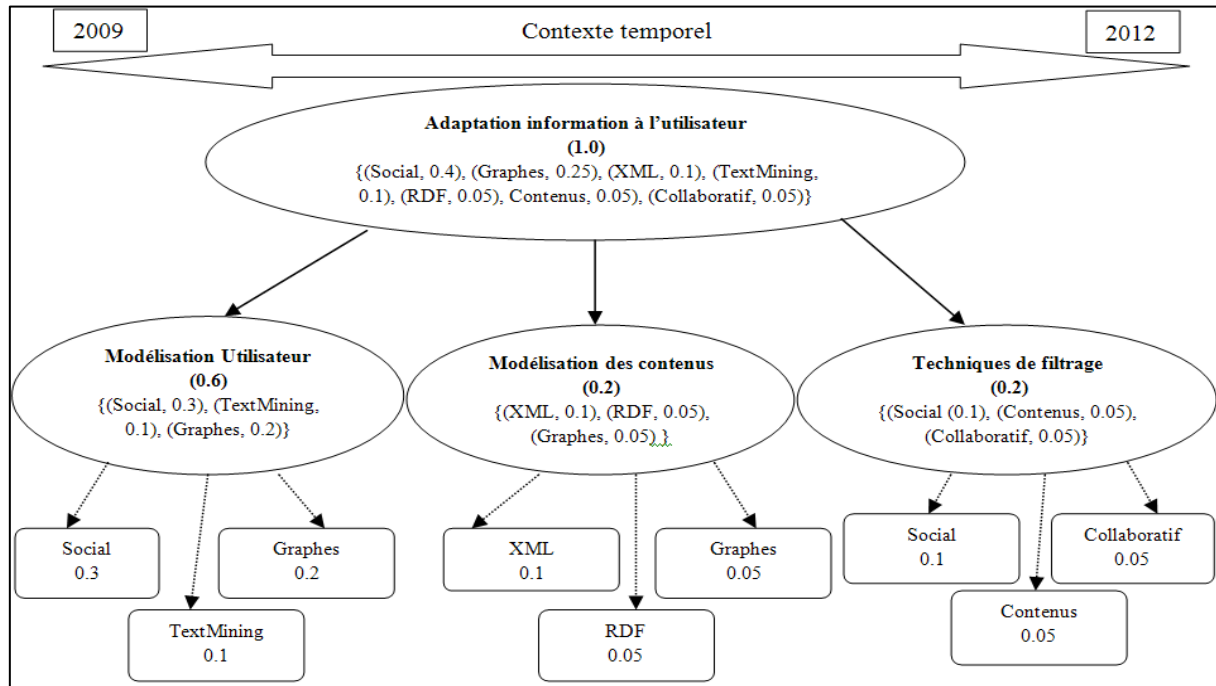 2009
Contexte temporel
2012
Adaptation information à l'utilisateur
(1.0)
{(Social, 0.4), (Graphes, 0.25), (XML, 0.1), (TextMining,
0.1), (RDF, 0.05), Contenus, 0.05), (Collaboratif, 0.05)}
Modélisation Utilisateur
(0.6)
{(Social, 0.3), (TextMining,
0.1), (Graphes, 0.2)}
Modélisation des contenus
(0.2)
{(XML, 0.1), (RDF, 0.05),
(Graphes, 0.05) }
Techniques de filtrage
(0.2)
{(Social (0.1), (Contenus, 0.05),
(Collaboratif, 0.05)}
Social
0.3
TextMining
0.1
Graphes
0.2
XML
0.1
RDF
0.05
Graphes
0.05
Social
0.1
Contenus
0.05
Collaboratif
0.05